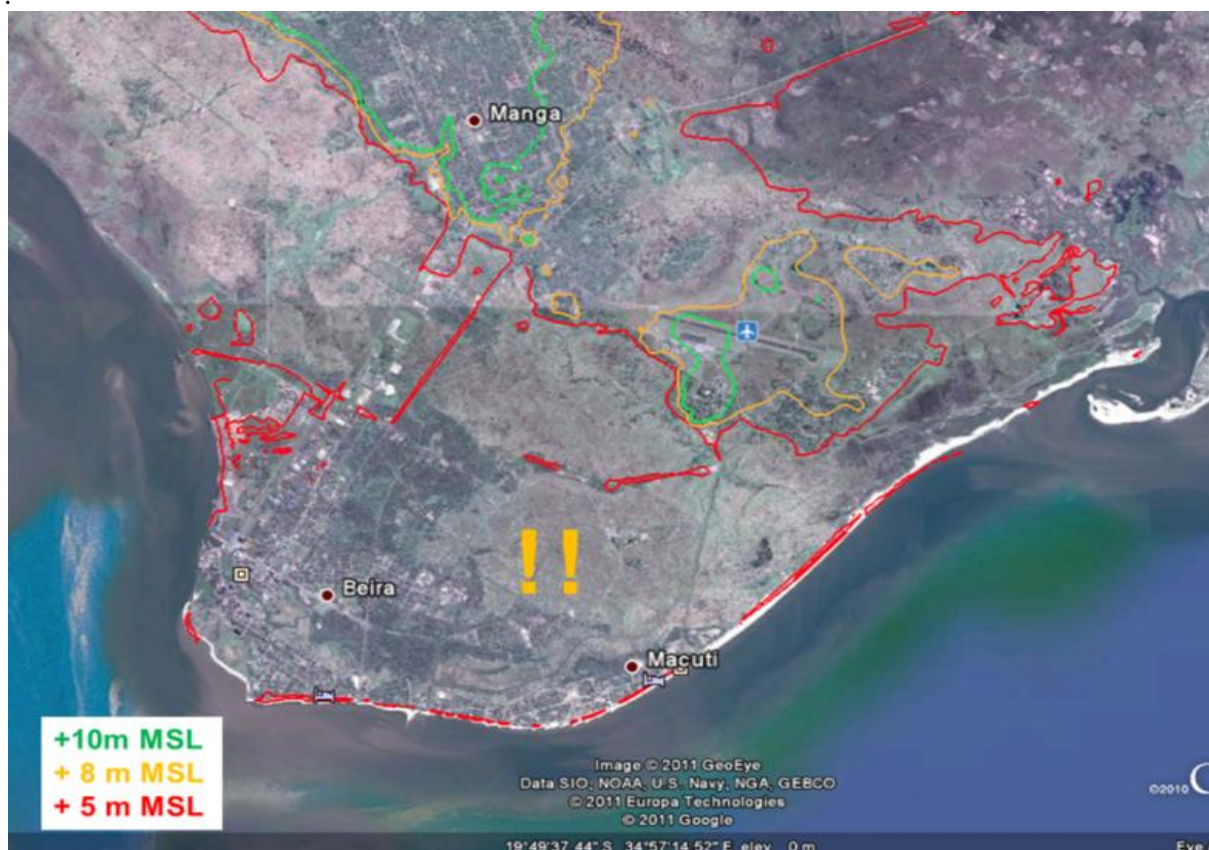 .
Manga
!!
Beira
Macuti
+10m MSL
+ 8 m MSL
+ 5 m MSL
Image © 2011 GeoEye
Data SIO, NOAA, U.S. Navy, NGA, GEBCO
© 2011 Europa Technologies
© 2011 Google
©2010
19°49'37.44" S 34°57'14.52" E elev 0 m
Eye